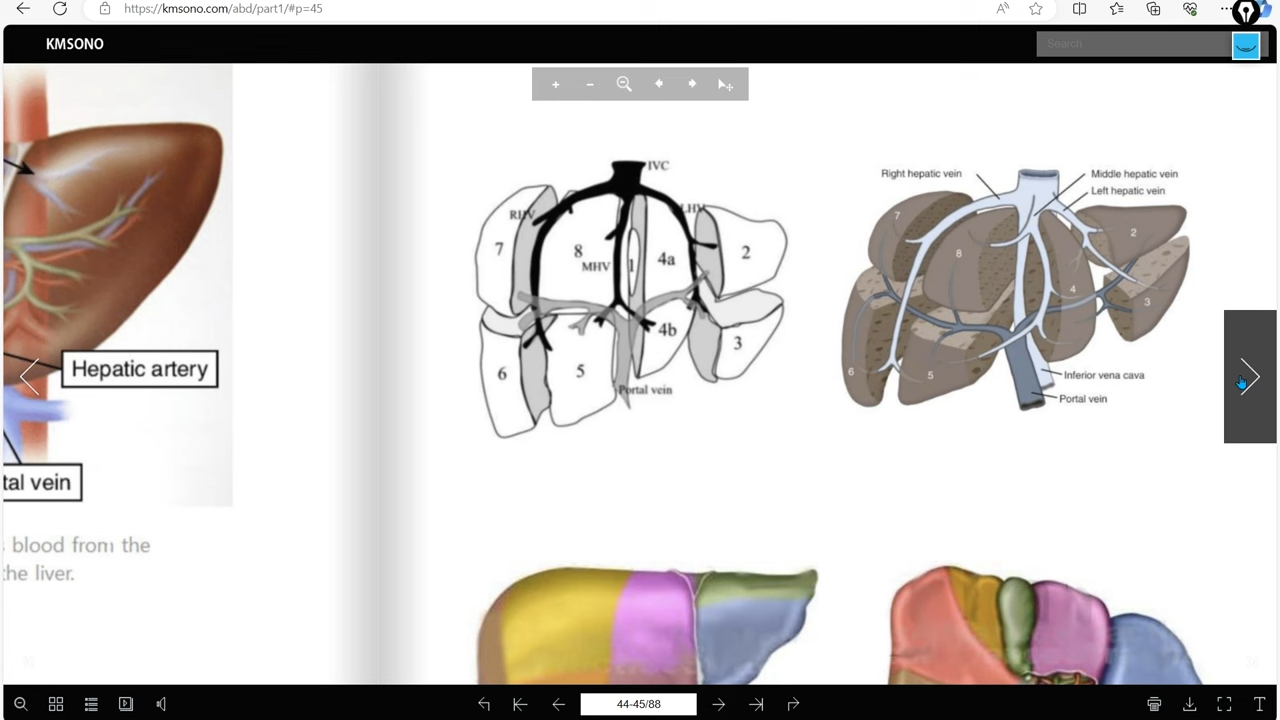 https://kmsono.com/abd/part1/#p=45
KMSONO
Search
Hepatic artery
tal vein
blood from the
the liver.
IVC
RHV
LHV
7
8
MHV
1
4a
2
4b
3
6
5
Portal vein
Right hepatic vein
Middle hepatic vein
Left hepatic vein
7
2
8
4
3
6
5
Inferior vena cava
Portal vein
44-45/88